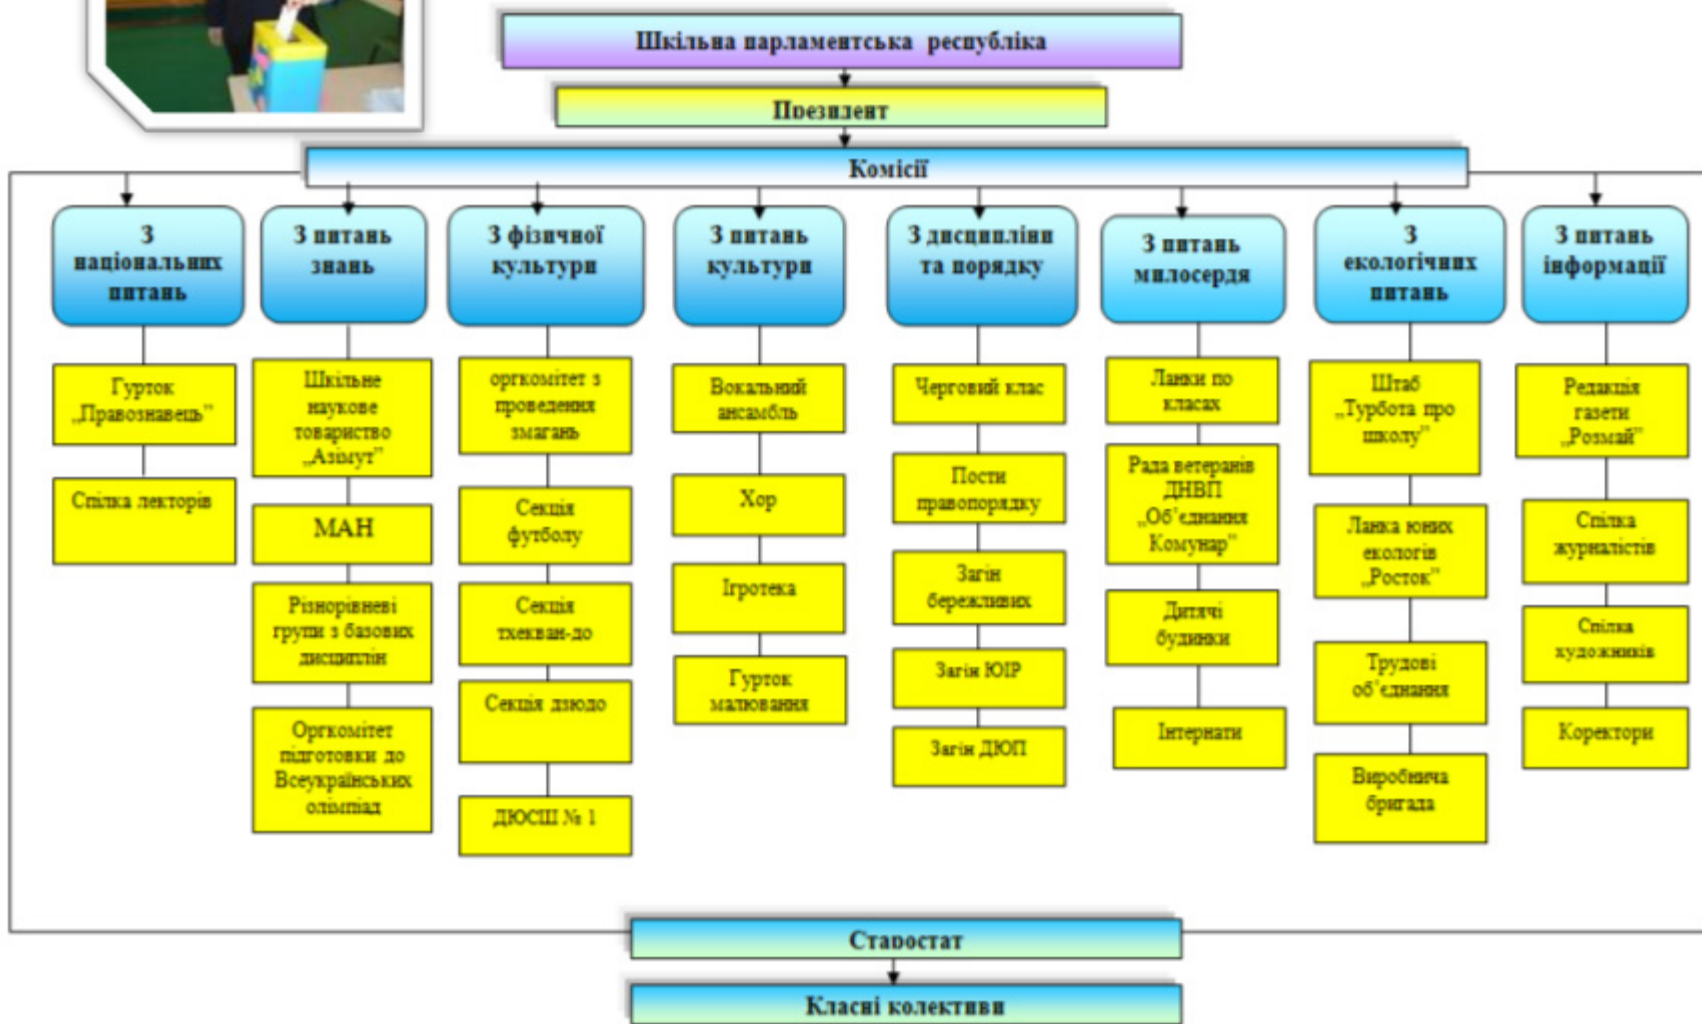 Шкільна парламентська республіка
Президент
Комісії
З
національних
питань
З питань
знань
З фізичної
культури
З питань
культури
З дисципліни
та порядку
З питань
милосердя
З
екологічних
питань
З питань
інформації
Гурток
„Правознавець”
Спілка лекторів
Шкільне
наукове
товариство
„Азімут”
МАН
Різнорівневі
групи з базових
дисциплін
Оргкомітет
підготовки до
Всеукраїнських
олімпіад
оргкомітет з
проведення
змагань
Секція
футболу
Секція
тхекван-до
Секція дзюдо
ДЮСШ № 1
Вокальний
ансамбль
Хор
Ігротека
Гурток
малювання
Черговий клас
Пости
правопорядку
Загін
бережливих
Загін ЮІР
Загін ДЮП
Ланки по
класах
Рада ветеранів
ДНВП
„Об’єднання
Комунар”
Дитячі
будинки
Інтернати
Штаб
„Турбота про
школу”
Ланка юних
екологів
„Росток”
Трудові
об’єднання
Виробнича
бригада
Редакція
газети
„Розмай”
Спілка
журналістів
Спілка
художників
Коректори
Старостат
Класні колективи